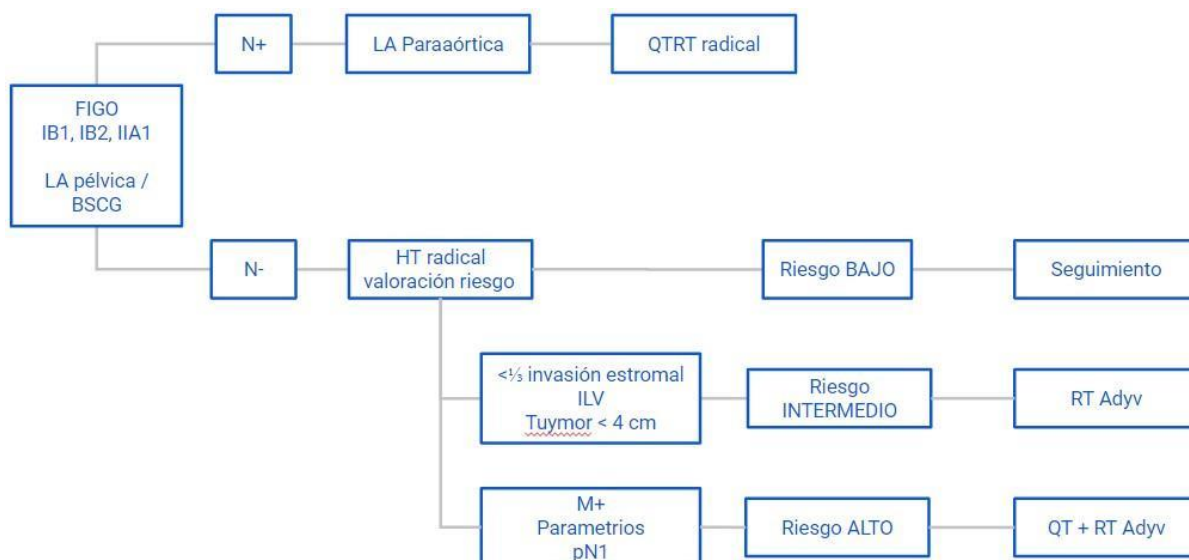 N+
LA Paraaórtica
QTRT radical
FIGO
IB1, IB2, IIA1
LA pélvica /
BSCG
N-
HT radical
valoración riesgo
Riesgo BAJO
Seguimiento
<⅓ invasión estromal
ILV
Tuymor < 4 cm
Riesgo
INTERMEDIO
RT Adyv
M+
Parametrios
pN1
Riesgo ALTO
QT + RT Adyv